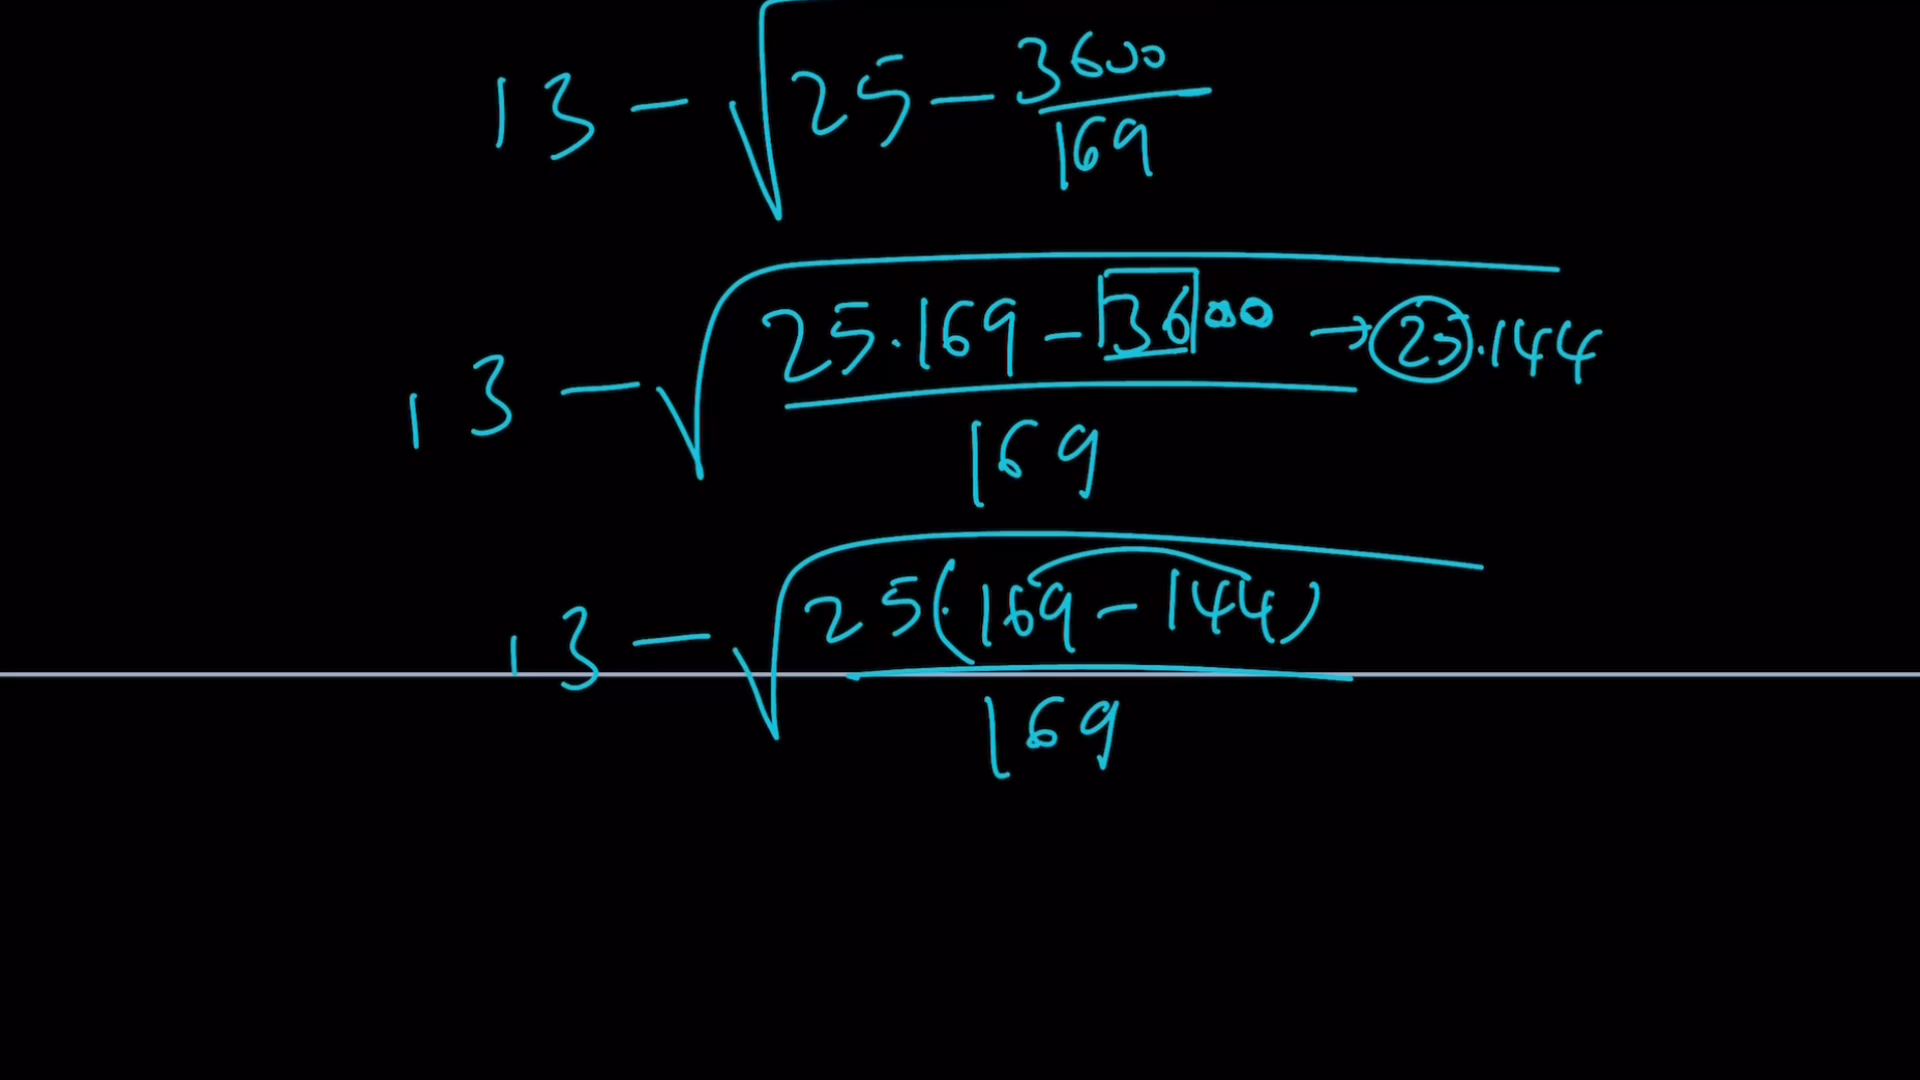 13 - √(25 - 3600/169)
13 - √((25·169 - 3600)/169) → 25·144
13 - √(25(169 - 144)/169)